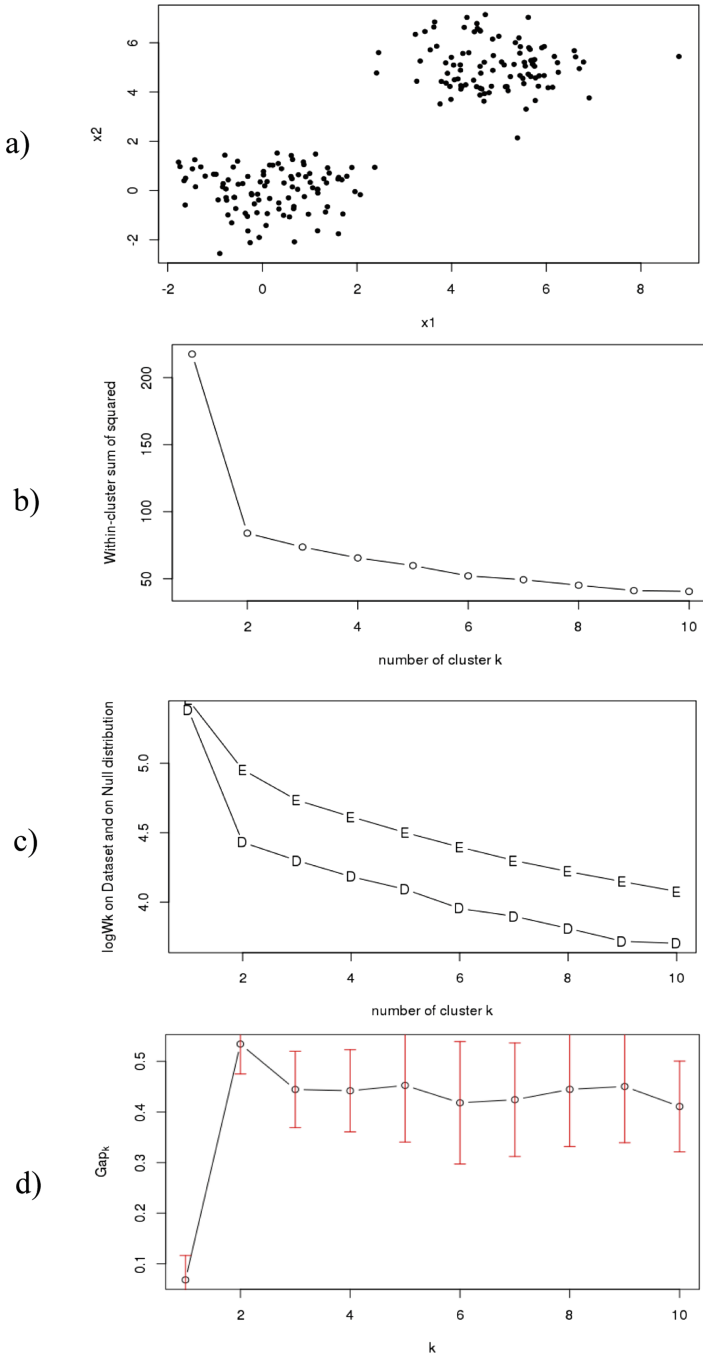 a)
x2
-2
0
2
4
6
-2 0 2 4 6 8
x1
b)
Within-cluster sum of squared
50
100
150
200
2 4 6 8 10
number of cluster k
c)
logWk on Dataset and on Null distribution
4.0
4.5
5.0
E
D
E
D
E
D
E
D
E
D
E
D
E
D
E
D
E
D
E
D
2 4 6 8 10
number of cluster k
d)
Gapk
0.1
0.2
0.3
0.4
0.5
2 4 6 8 10
k